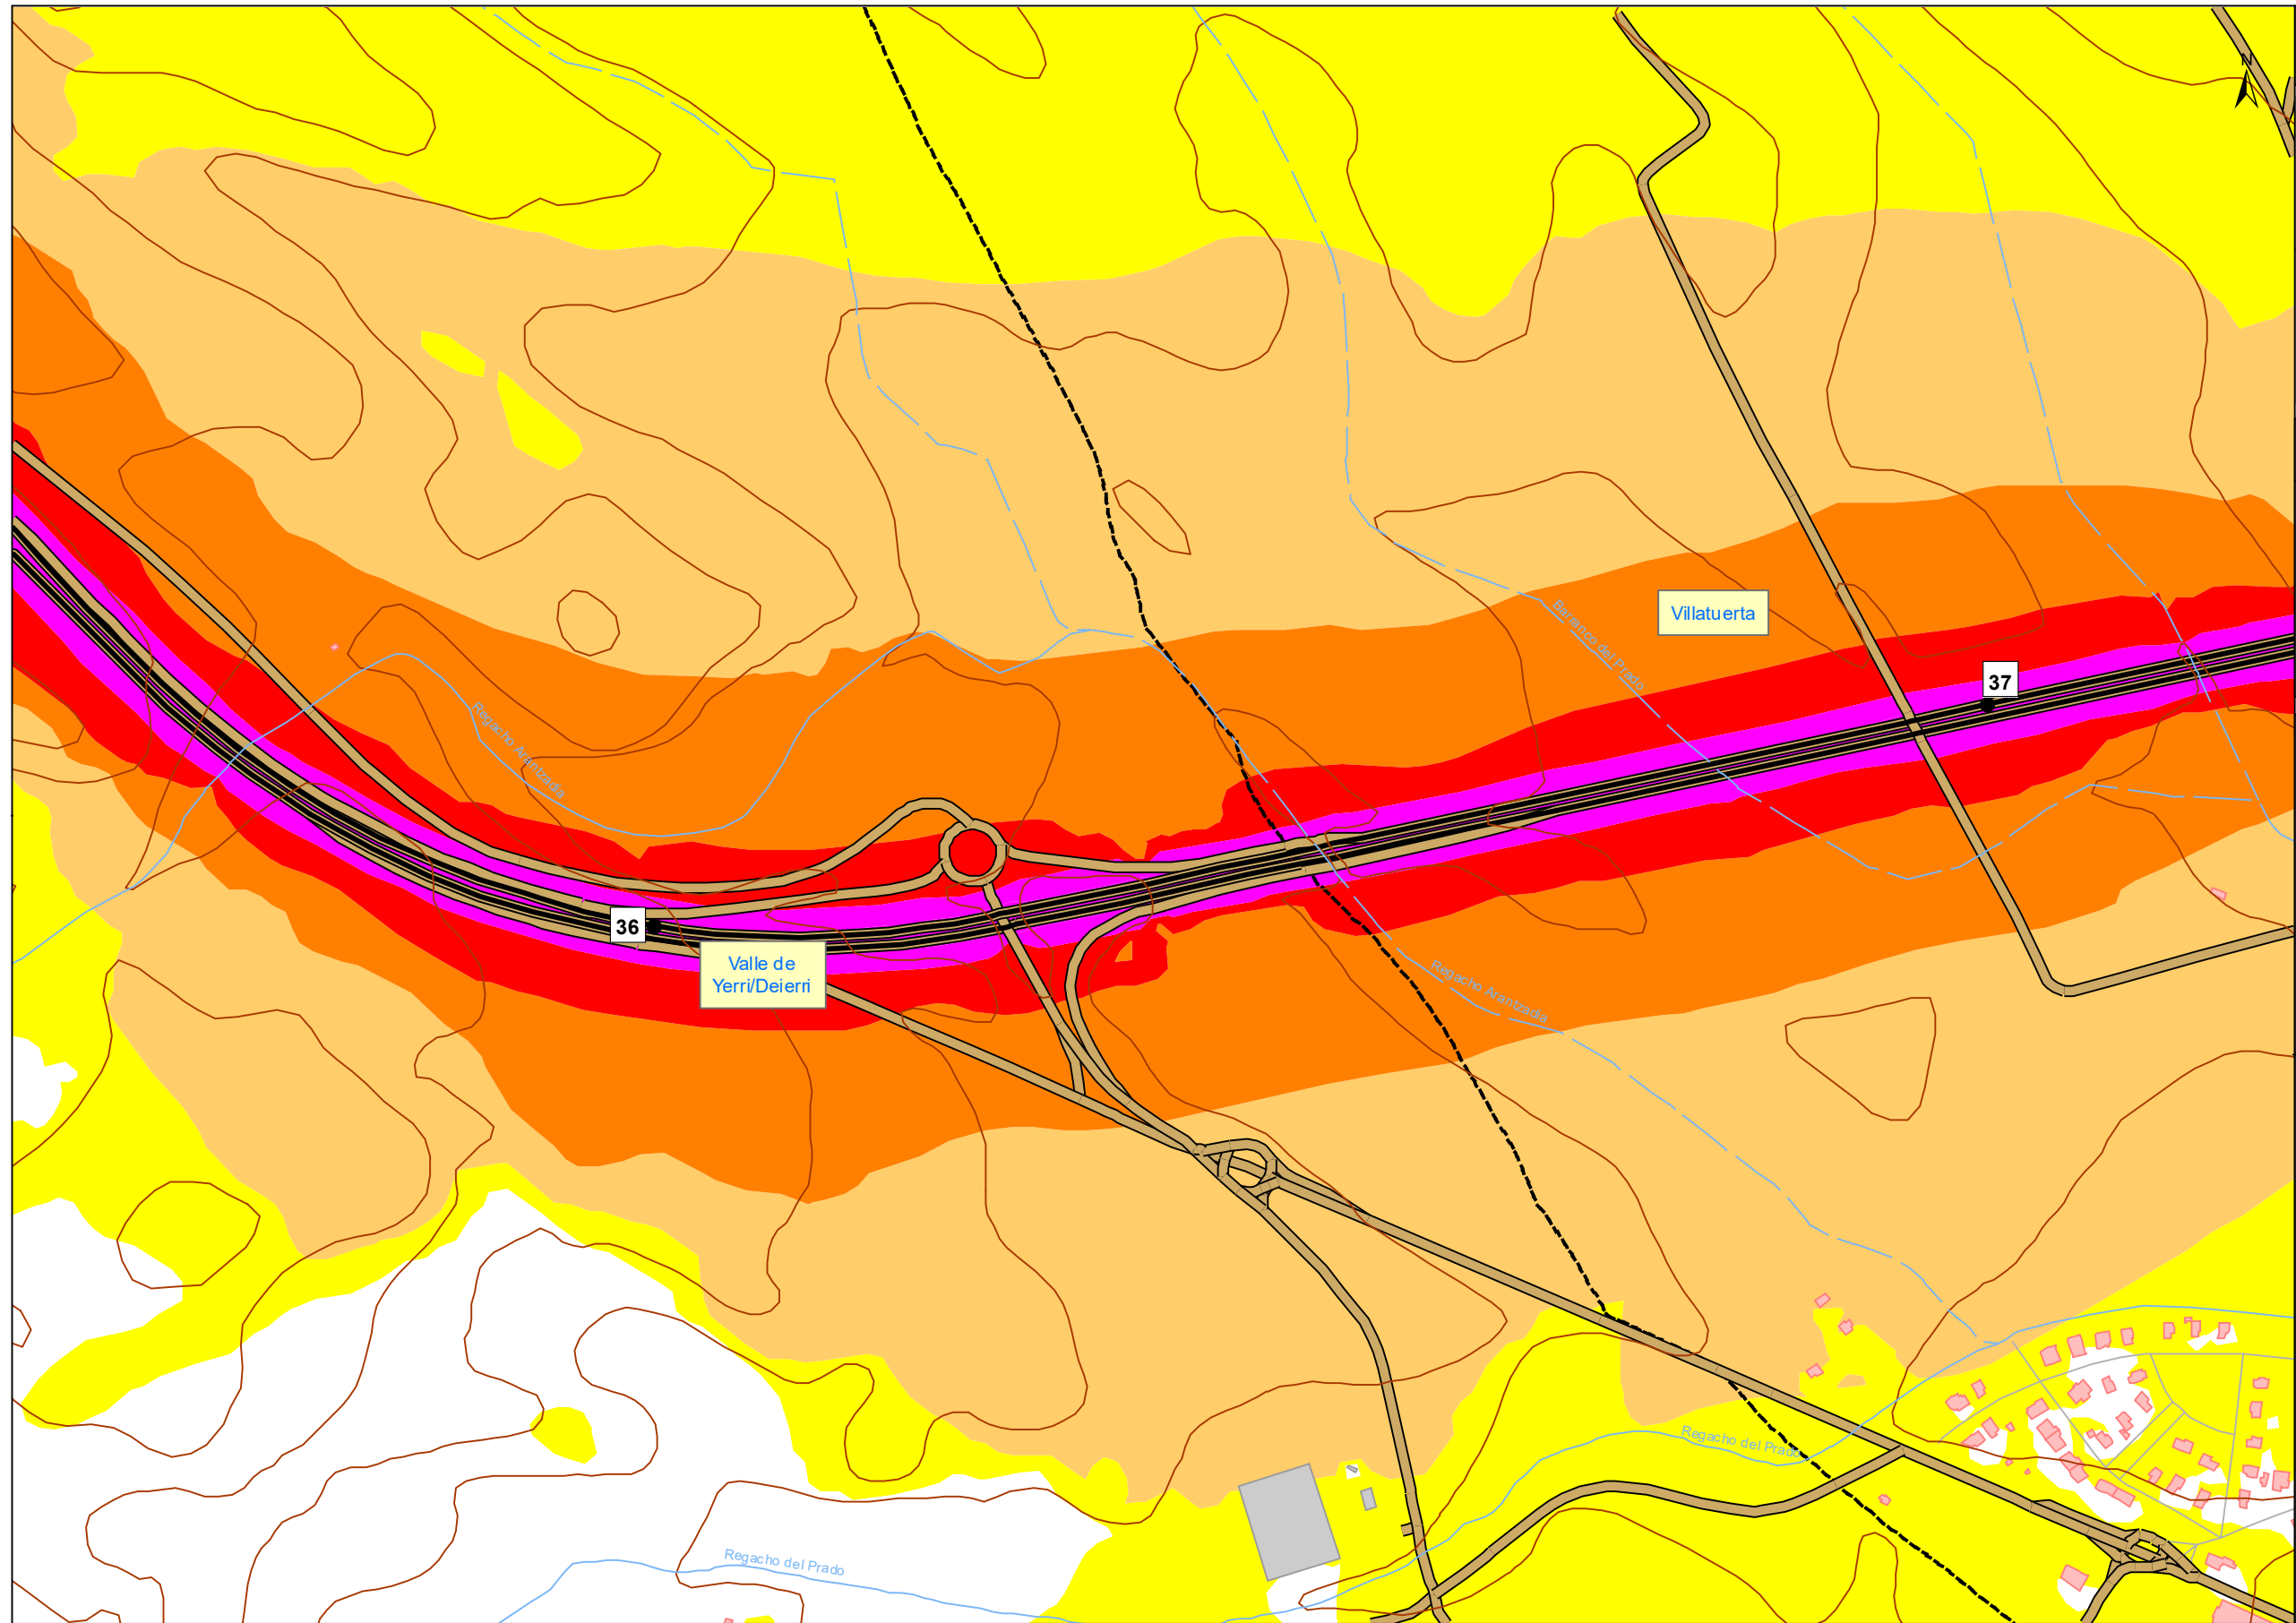 N
Villatuerta
Barranco del Prado
37
Regacho Arantzadia
36
Valle de
Yerri/Deierri
Regacho Arantzadia
Regacho del Prado
Regacho del Prado